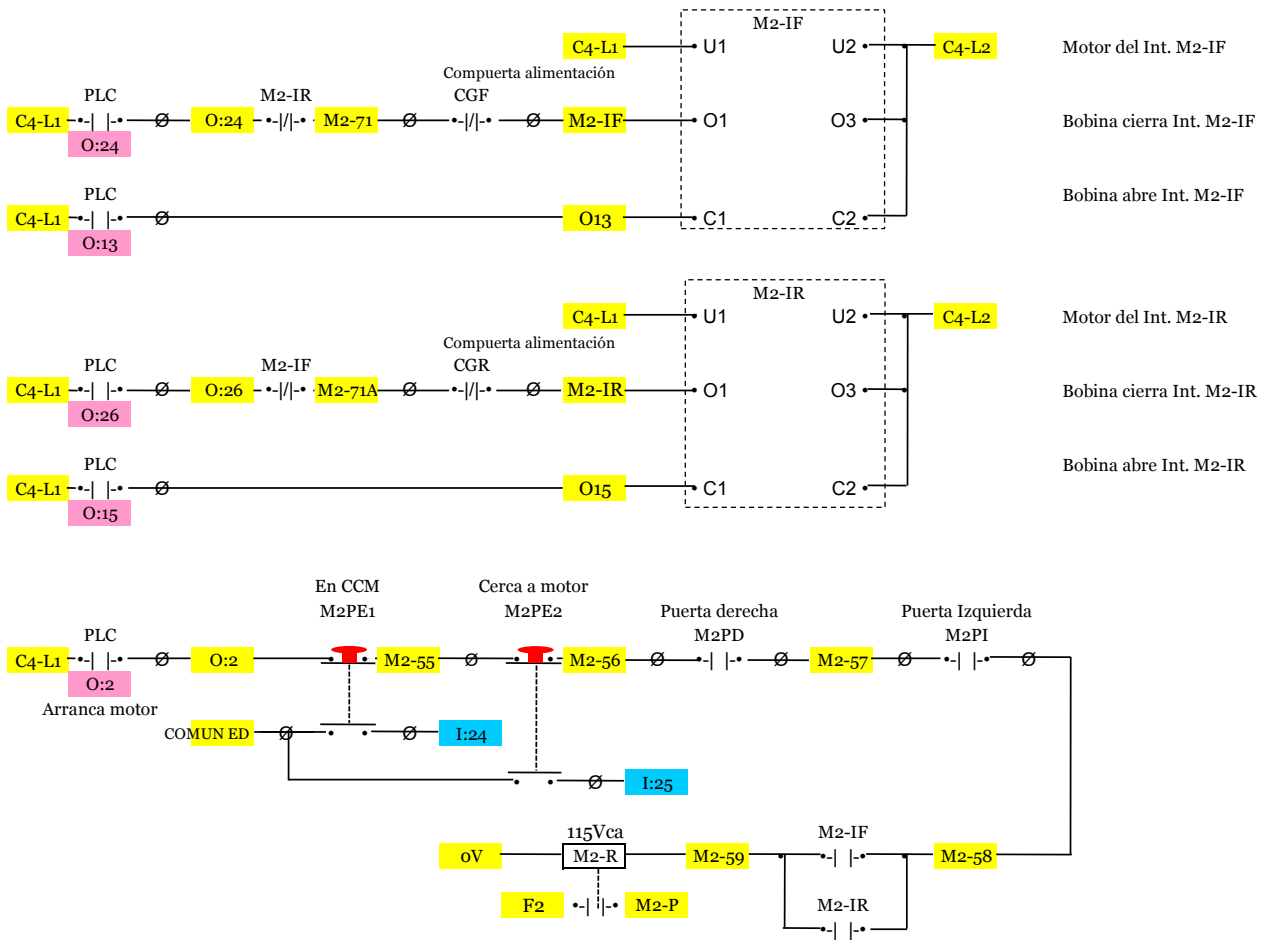 M2-IF
C4-L1 U1 U2 C4-L2 Motor del Int. M2-IF
Compuerta alimentación
PLC M2-IR CGF
C4-L1 O:24 M2-71 M2-IF O1 O3 Bobina cierra Int. M2-IF
O:24
PLC
Bobina abre Int. M2-IF
C4-L1 O13 C1 C2
O:13
M2-IR
C4-L1 U1 U2 C4-L2 Motor del Int. M2-IR
Compuerta alimentación
PLC M2-IF CGR
C4-L1 O:26 M2-71A M2-IR O1 O3 Bobina cierra Int. M2-IR
O:26
PLC
Bobina abre Int. M2-IR
C4-L1 O15 C1 C2
O:15
En CCM Cerca a motor
M2PE1 M2PE2 Puerta derecha Puerta Izquierda
PLC M2PD M2PI
C4-L1 O:2 M2-55 M2-56 M2-57
O:2
Arranca motor
COMUN ED I:24
I:25
115Vca M2-IF
0V M2-R M2-59 M2-58
F2 M2-P M2-IR